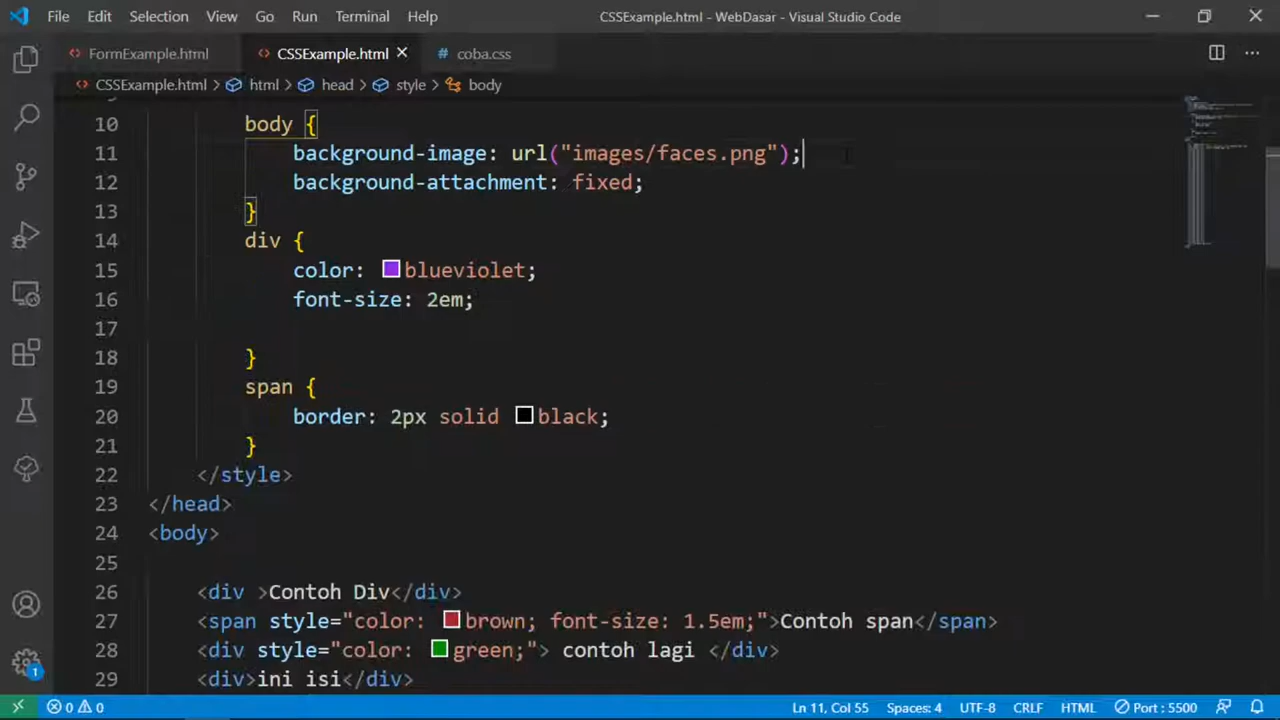 File Edit Selection View Go Run Terminal Help CSSExample.html - WebDasar - Visual Studio Code
FormExample.html CSSExample.html coba.css
CSSExample.html html head style body
10 body {
11 background-image: url("images/faces.png");
12 background-attachment: fixed;
13 }
14 div {
15 color: blueviolet;
16 font-size: 2em;
17
18 }
19 span {
20 border: 2px solid black;
21 }
22 </style>
23 </head>
24 <body>
25
26 <div >Contoh Div</div>
27 <span style="color: brown; font-size: 1.5em;">Contoh span</span>
28 <div style="color: green;"> contoh lagi </div>
29 <div>ini isi</div>
1
0 0 Ln 11, Col 55 Spaces: 4 UTF-8 CRLF HTML Port : 5500